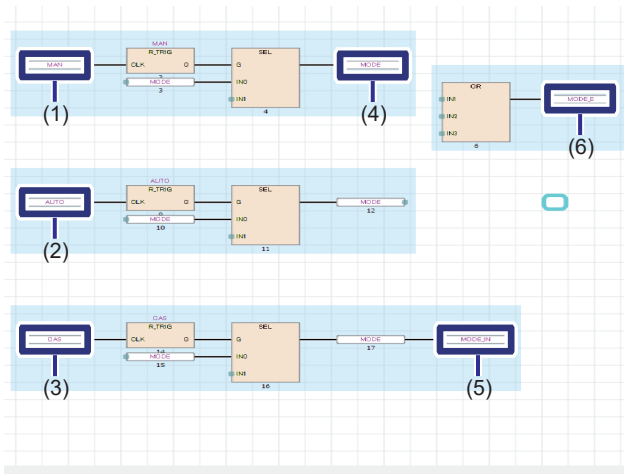 MAN
R_TRIG
MAN
CLK
Q
MODE
3
SEL
G
IN0
IN1
4
MODE
(1)
(4)
OR
IN1
IN2
IN3
MODE_E
(6)
AUTO
R_TRIG
AUTO
CLK
Q
MODE
10
SEL
G
IN0
IN1
11
MODE
12
(2)
CAS
R_TRIG
CAS
CLK
Q
14
MODE
15
SEL
G
IN0
IN1
16
MODE
17
MODE_IN
(3)
(5)